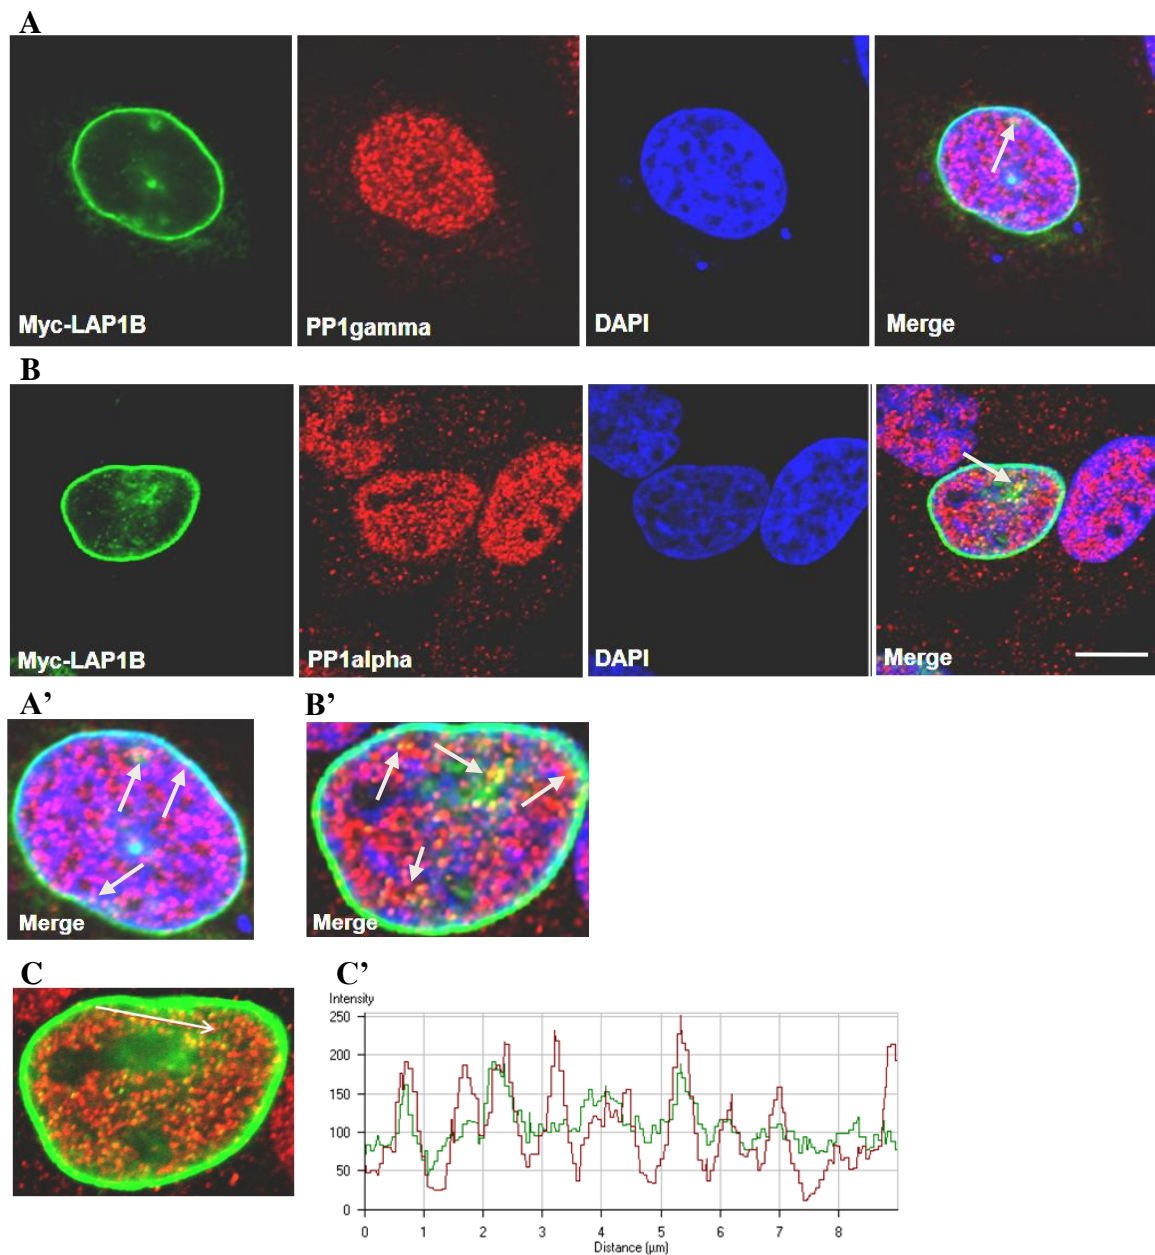 A
Myc-LAP1B
PP1gamma
DAPI
Merge
B
Myc-LAP1B
PP1alpha
DAPI
Merge
A’
B’
Merge
Merge
C
C’
Intensity
250
200
150
100
50
0
0 1 2 3 4 5 6 7 8
Distance (µm)